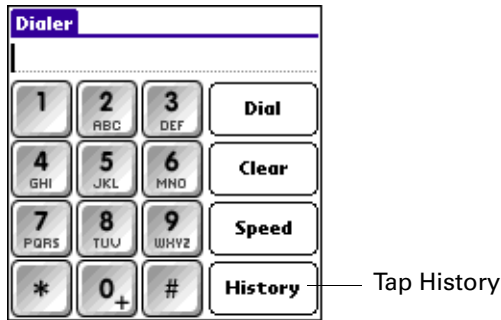 Dialer
1 2 3 Dial
ABC DEF
4 5 6 Clear
GHI JKL MNO
7 8 9 Speed
PQRS TUV WXYZ
* 0+ # History Tap History